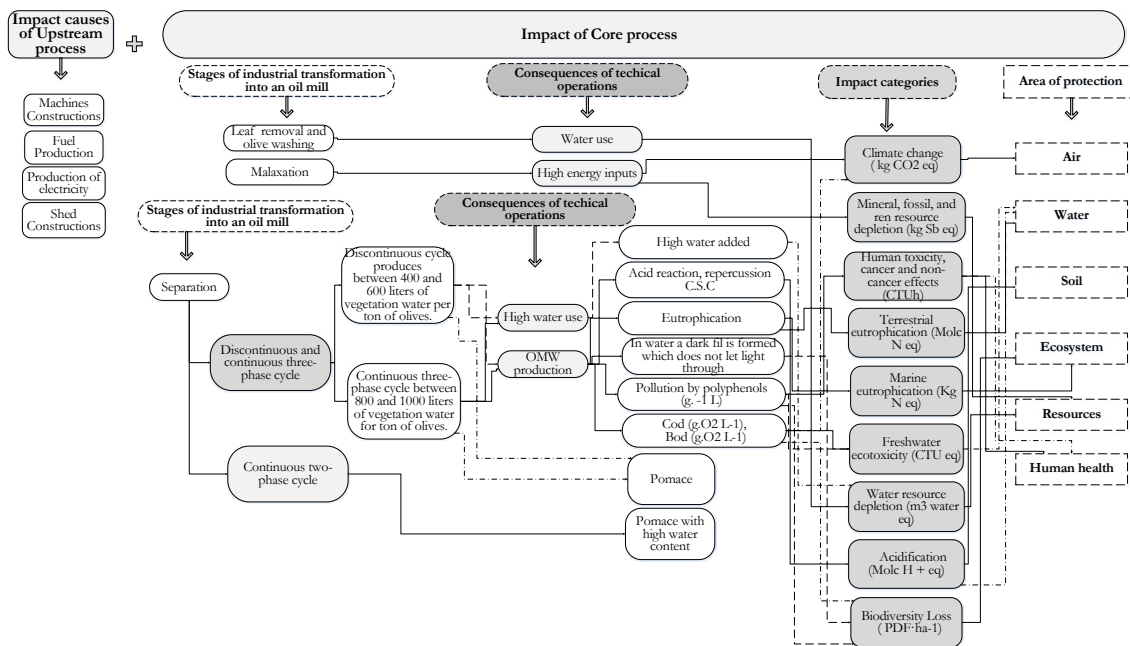 Impact causes
of Upstream
process
Impact of Core process
Stages of industrial transformation
into an oil mill
Consequences of techical
operations
Impact categories
Area of protection
Machines
Constructions
Fuel
Production
Production of
electricity
Shed
Constructions
Leaf removal and
olive washing
Malaxation
Water use
High energy inputs
Stages of industrial transformation
into an oil mill
Consequences of techical
operations
Separation
Discontinuous and
continuous three-
phase cycle
Continuous two-
phase cycle
Discontinuous cycle
produces
between 400 and
600 liters of
vegetation water per
ton of olives.
Continuous three-
phase cycle between
800 and 1000 liters
of vegetation water
for ton of olives.
High water use
OMW
production
High water added
Acid reaction, repercussion
C.S.C
Eutrophication
In water a dark fil is formed
which does not let light
through
Pollution by polyphenols
(g. -1 L)
Cod (g.O2 L-1),
Bod (g.O2 L-1)
Pomace
Pomace with
high water
content
Climate change
( kg CO2 eq)
Mineral, fossil, and
ren resource
depletion (kg Sb eq)
Human toxicity,
cancer and non-
cancer effects (CTUh)
Terrestrial
eutrophication (Molc
N eq)
Marine
eutrophication (Kg
N eq)
Freshwater
ecotoxicity (CTU eq)
Water resource
depletion (m3 water
eq)
Acidification
(Molc H + eq)
Biodiversity Loss
( PDF·ha-1)
Air
Water
Soil
Ecosystem
Resources
Human health